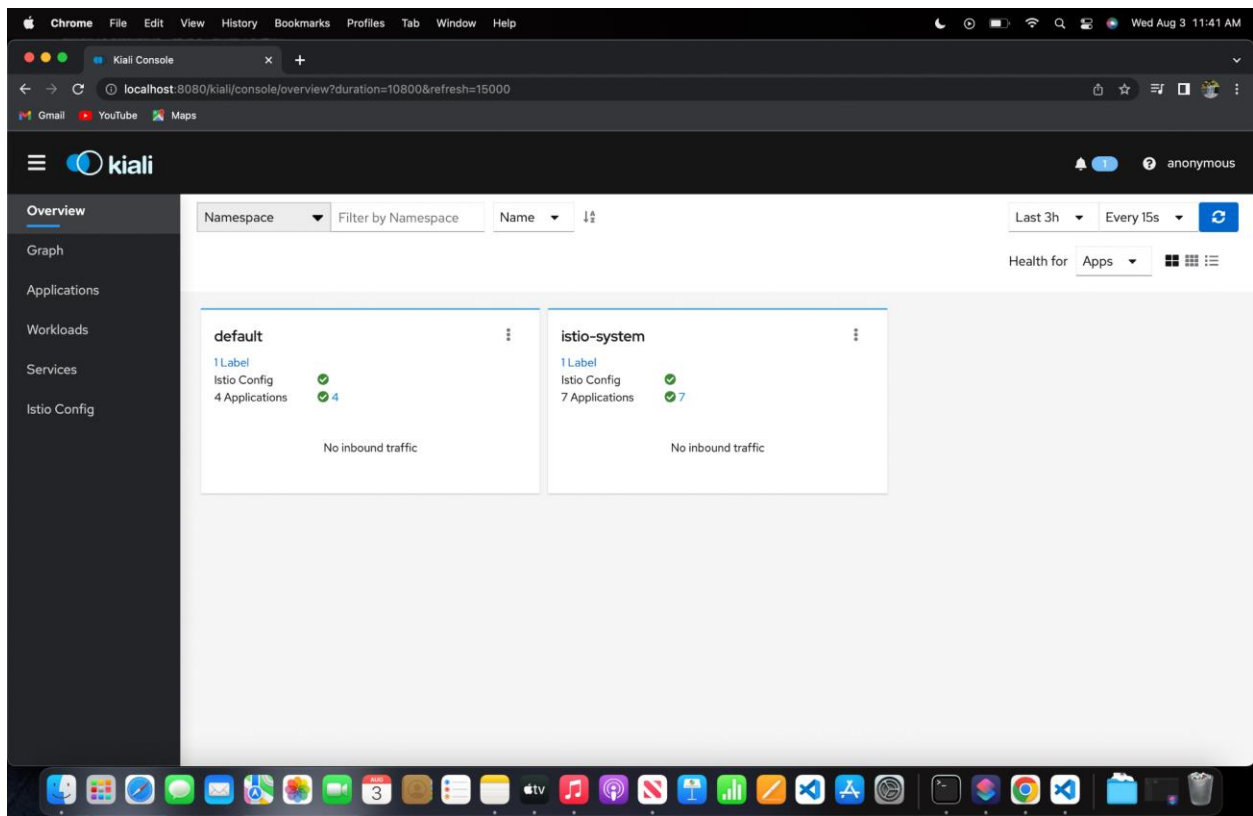 Chrome File Edit View History Bookmarks Profiles Tab Window Help Wed Aug 3 11:41 AM
Kiali Console
localhost:8080/kiali/console/overview?duration=10800&refresh=15000
Gmail YouTube Maps
kiali 1 anonymous
Overview
Namespace Filter by Namespace Name Last 3h Every 15s
Graph
Health for Apps
Applications
Workloads
Services
Istio Config
default
1 Label
Istio Config
4 Applications 4
No inbound traffic
istio-system
1 Label
Istio Config
7 Applications 7
No inbound traffic
AUG
3
tv